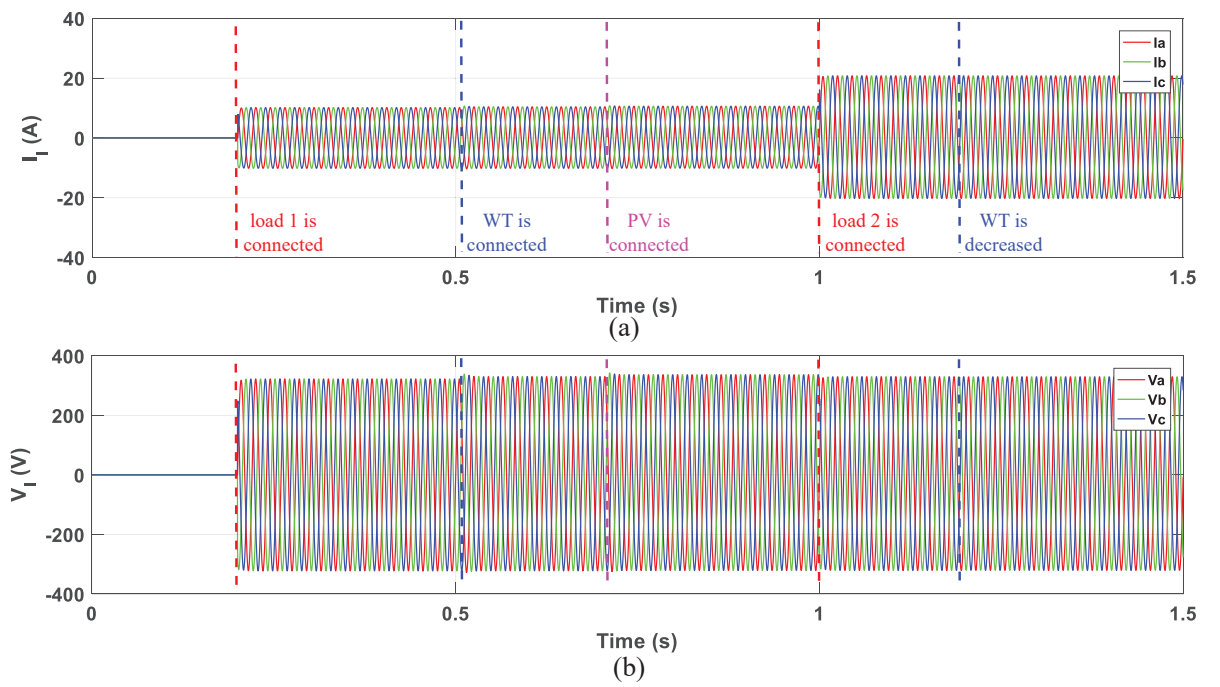 40
20
0
-20
-40
I_I (A)
Ia
Ib
Ic
load 1 is
connected
WT is
connected
PV is
connected
load 2 is
connected
WT is
decreased
0
0.5
1
1.5
Time (s)
(a)
400
200
0
-200
-400
V_I (V)
Va
Vb
Vc
0
0.5
1
1.5
Time (s)
(b)